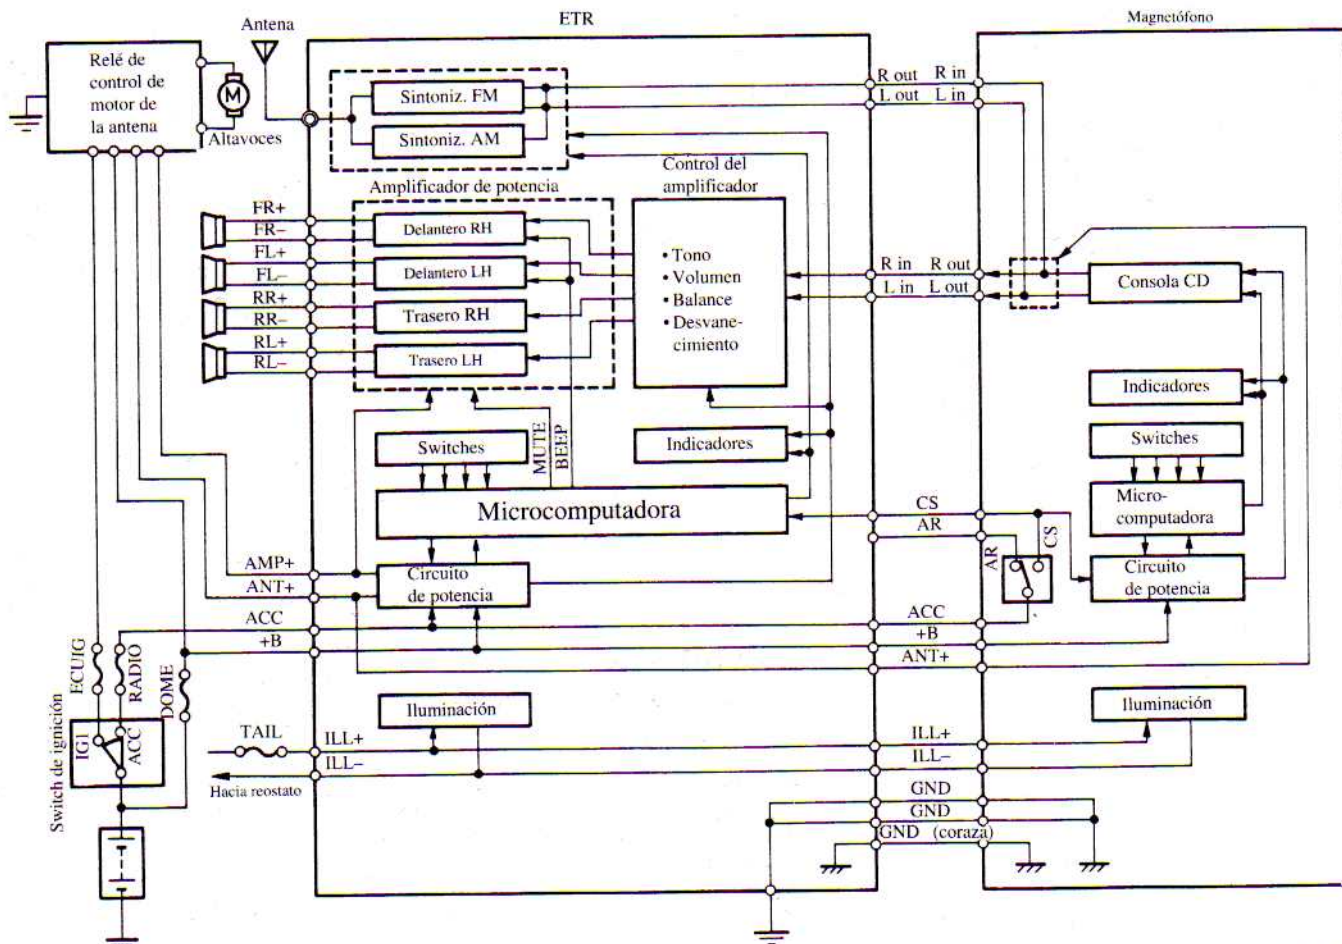 ETR
Magnetófono
Antena
Relé de
control de
motor de
la antena
M
Altavoces
Sintoniz. FM
Sintoniz. AM
R out R in
L out L in
Amplificador de potencia
Control del
amplificador
FR+
FR–
FL+
FL–
RR+
RR–
RL+
RL–
Delantero RH
Delantero LH
Trasero RH
Trasero LH
• Tono
• Volumen
• Balance
• Desvane-
cimiento
R in R out
L in L out
Consola CD
Indicadores
Switches
MUTE
BEEP
Indicadores
Switches
Microcomputadora
Micro-
computadora
CS
AR
AR
CS
AMP+
ANT+
Circuito
de potencia
Circuito
de potencia
ACC
+B
ACC
+B
ANT+
ECUIG
RADIO
DOME
Switch de ignición
IG1
ACC
Iluminación
Iluminación
TAIL
ILL+
ILL–
ILL+
ILL–
Hacia reostato
GND
GND
GND (coraza)